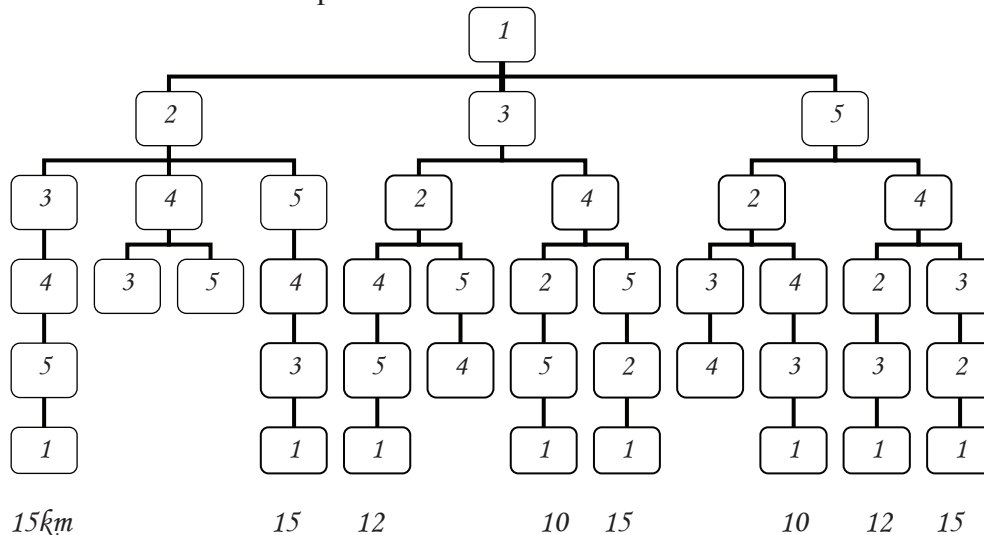 1
2 3 5
3 4 5 2 4 2 4
4 3 5 4 4 5 2 5 3 4 2 3
5 3 5 4 5 2 4 3 3 2
1 1 1 1 1 1 1 1
15km 15 12 10 15 10 12 15